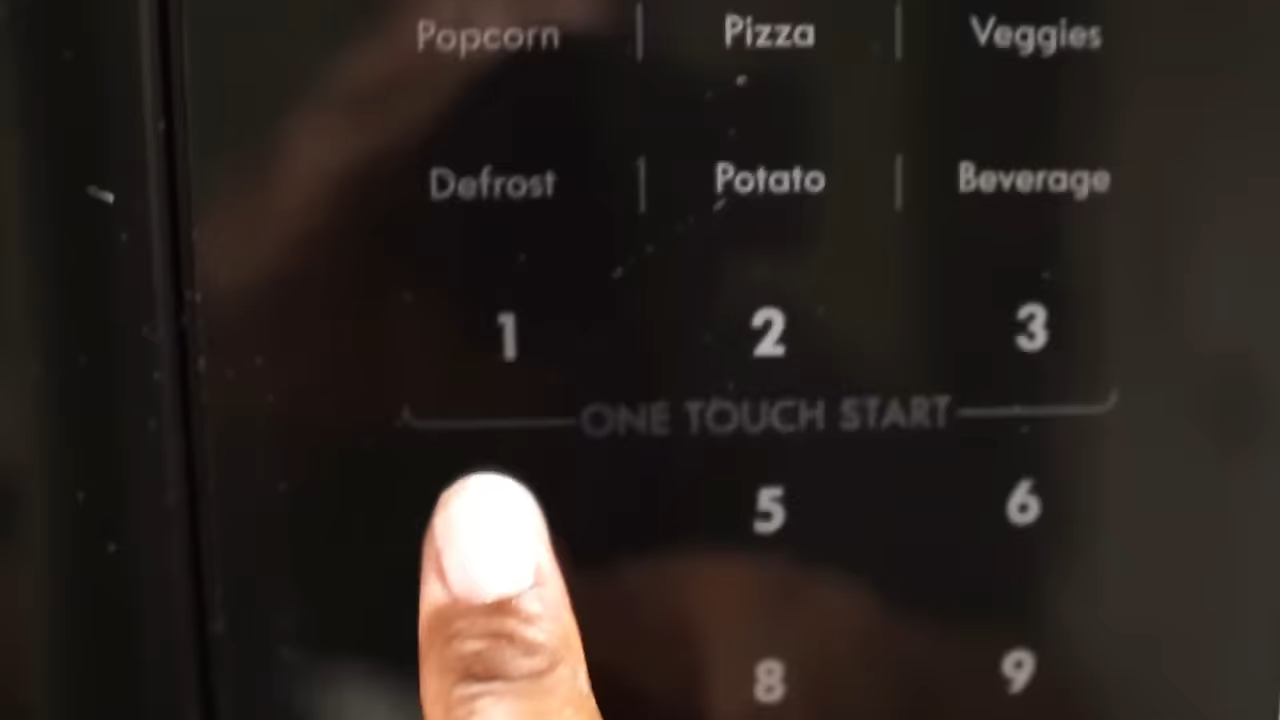 Popcorn | Pizza | Veggies
Defrost | Potato | Beverage
1 2 3
ONE TOUCH START
5 6
8 9